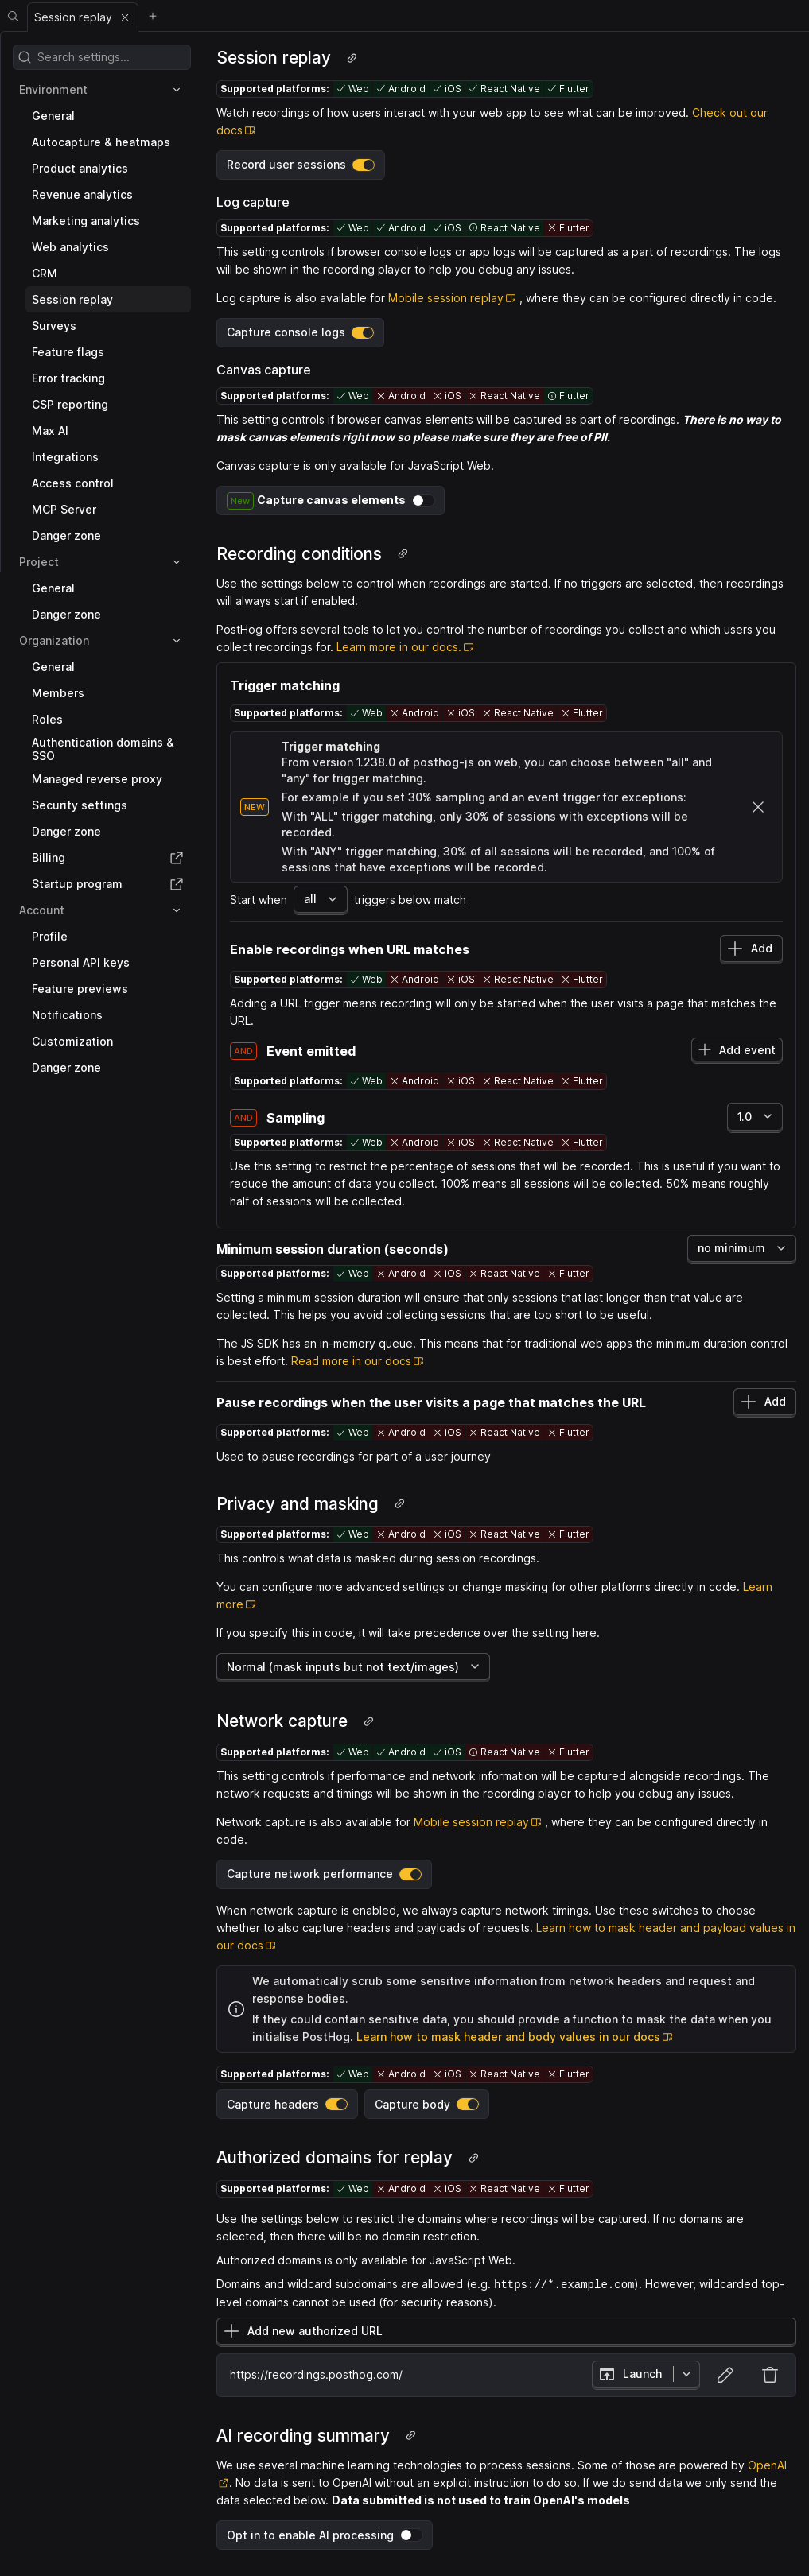 Session replay
Search settings...
Environment
General
Autocapture & heatmaps
Product analytics
Revenue analytics
Marketing analytics
Web analytics
CRM
Session replay
Surveys
Feature flags
Error tracking
CSP reporting
Max AI
Integrations
Access control
MCP Server
Danger zone
Project
General
Danger zone
Organization
General
Members
Roles
Authentication domains &
SSO
Managed reverse proxy
Security settings
Danger zone
Billing
Startup program
Account
Profile
Personal API keys
Feature previews
Notifications
Customization
Danger zone
Session replay
Supported platforms: Web Android iOS React Native Flutter
Watch recordings of how users interact with your web app to see what can be improved. Check out our
docs
Record user sessions
Log capture
Supported platforms: Web Android iOS React Native Flutter
This setting controls if browser console logs or app logs will be captured as a part of recordings. The logs
will be shown in the recording player to help you debug any issues.
Log capture is also available for Mobile session replay , where they can be configured directly in code.
Capture console logs
Canvas capture
Supported platforms: Web Android iOS React Native Flutter
This setting controls if browser canvas elements will be captured as part of recordings. There is no way to
mask canvas elements right now so please make sure they are free of PII.
Canvas capture is only available for JavaScript Web.
New Capture canvas elements
Recording conditions
Use the settings below to control when recordings are started. If no triggers are selected, then recordings
will always start if enabled.
PostHog offers several tools to let you control the number of recordings you collect and which users you
collect recordings for. Learn more in our docs.
Trigger matching
Supported platforms: Web Android iOS React Native Flutter
NEW
Trigger matching
From version 1.238.0 of posthog-js on web, you can choose between "all" and
"any" for trigger matching.
For example if you set 30% sampling and an event trigger for exceptions:
With "ALL" trigger matching, only 30% of sessions with exceptions will be
recorded.
With "ANY" trigger matching, 30% of all sessions will be recorded, and 100% of
sessions that have exceptions will be recorded.
Start when all triggers below match
Enable recordings when URL matches Add
Supported platforms: Web Android iOS React Native Flutter
Adding a URL trigger means recording will only be started when the user visits a page that matches the
URL.
AND Event emitted Add event
Supported platforms: Web Android iOS React Native Flutter
AND Sampling 1.0
Supported platforms: Web Android iOS React Native Flutter
Use this setting to restrict the percentage of sessions that will be recorded. This is useful if you want to
reduce the amount of data you collect. 100% means all sessions will be collected. 50% means roughly
half of sessions will be collected.
Minimum session duration (seconds) no minimum
Supported platforms: Web Android iOS React Native Flutter
Setting a minimum session duration will ensure that only sessions that last longer than that value are
collected. This helps you avoid collecting sessions that are too short to be useful.
The JS SDK has an in-memory queue. This means that for traditional web apps the minimum duration control
is best effort. Read more in our docs
Pause recordings when the user visits a page that matches the URL Add
Supported platforms: Web Android iOS React Native Flutter
Used to pause recordings for part of a user journey
Privacy and masking
Supported platforms: Web Android iOS React Native Flutter
This controls what data is masked during session recordings.
You can configure more advanced settings or change masking for other platforms directly in code. Learn
more
If you specify this in code, it will take precedence over the setting here.
Normal (mask inputs but not text/images)
Network capture
Supported platforms: Web Android iOS React Native Flutter
This setting controls if performance and network information will be captured alongside recordings. The
network requests and timings will be shown in the recording player to help you debug any issues.
Network capture is also available for Mobile session replay , where they can be configured directly in
code.
Capture network performance
When network capture is enabled, we always capture network timings. Use these switches to choose
whether to also capture headers and payloads of requests. Learn how to mask header and payload values in
our docs
We automatically scrub some sensitive information from network headers and request and
response bodies.
If they could contain sensitive data, you should provide a function to mask the data when you
initialise PostHog. Learn how to mask header and body values in our docs
Supported platforms: Web Android iOS React Native Flutter
Capture headers Capture body
Authorized domains for replay
Supported platforms: Web Android iOS React Native Flutter
Use the settings below to restrict the domains where recordings will be captured. If no domains are
selected, then there will be no domain restriction.
Authorized domains is only available for JavaScript Web.
Domains and wildcard subdomains are allowed (e.g. https://*.example.com). However, wildcarded top-
level domains cannot be used (for security reasons).
Add new authorized URL
https://recordings.posthog.com/ Launch
AI recording summary
We use several machine learning technologies to process sessions. Some of those are powered by OpenAI
. No data is sent to OpenAI without an explicit instruction to do so. If we do send data we only send the
data selected below. Data submitted is not used to train OpenAI's models
Opt in to enable AI processing